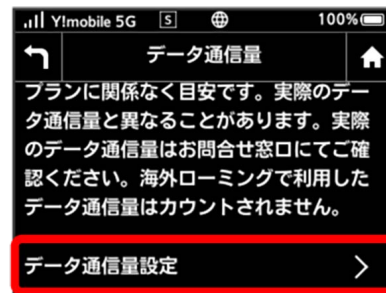 Y!mobile 5G S 100%
データ通信量
プランに関係なく目安です。実際のデー
タ通信量と異なることがあります。実際
のデータ通信量はお問合せ窓口にてご確
認ください。海外ローミングで利用した
データ通信量はカウントされません。
データ通信量設定